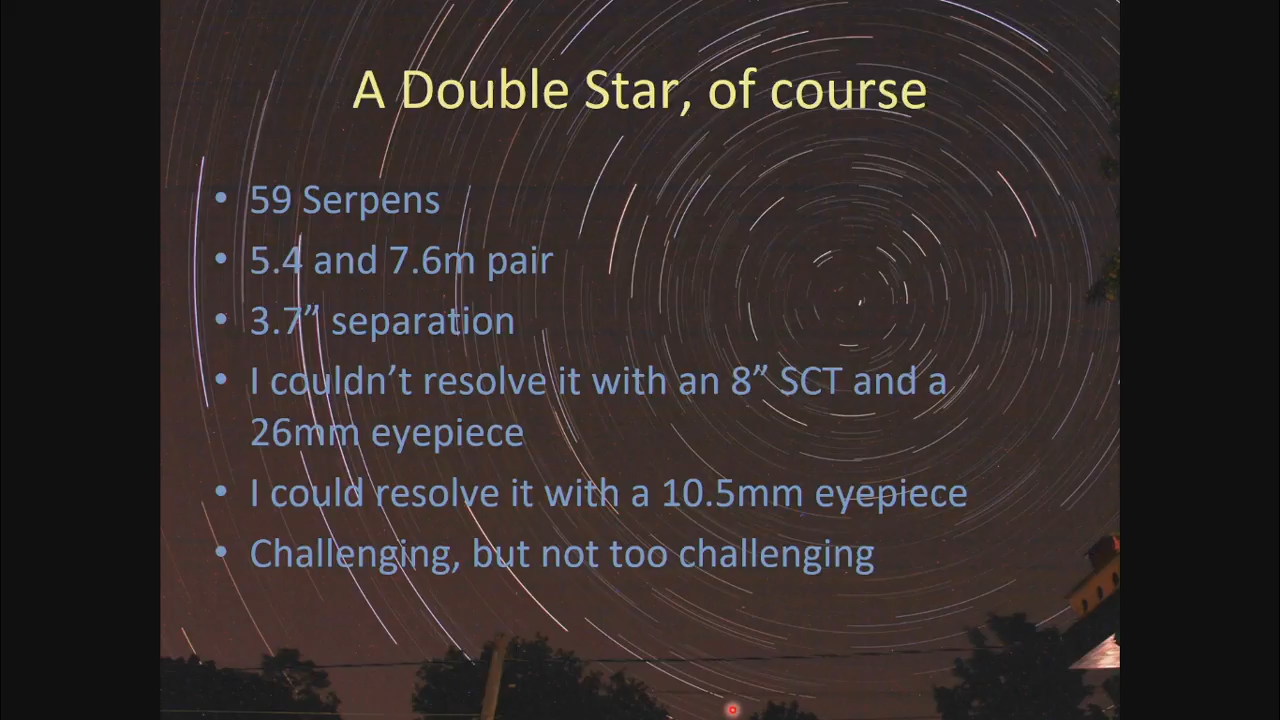 A Double Star, of course
• 59 Serpens
• 5.4 and 7.6m pair
• 3.7” separation
• I couldn’t resolve it with an 8” SCT and a
26mm eyepiece
• I could resolve it with a 10.5mm eyepiece
• Challenging, but not too challenging